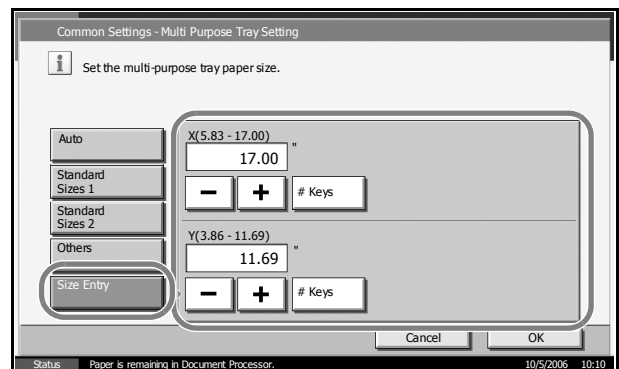 Common Settings - Multi Purpose Tray Setting
Set the multi-purpose tray paper size.
Auto
Standard
Sizes 1
Standard
Sizes 2
Others
Size Entry
X(5.83 - 17.00)
17.00 "
# Keys
Y(3.86 - 11.69)
11.69 "
# Keys
Cancel OK
Status Paper is remaining in Document Processor. 10/5/2006 10:10